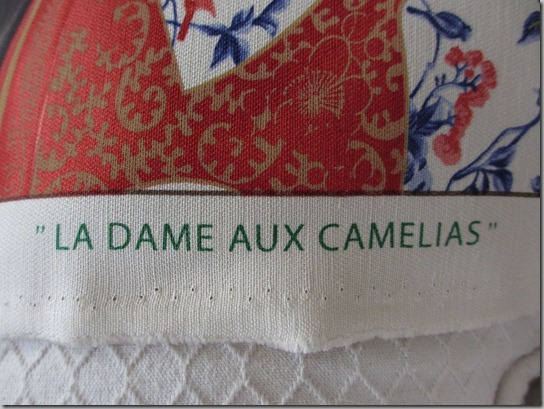 " LA DAME AUX CAMELIAS "